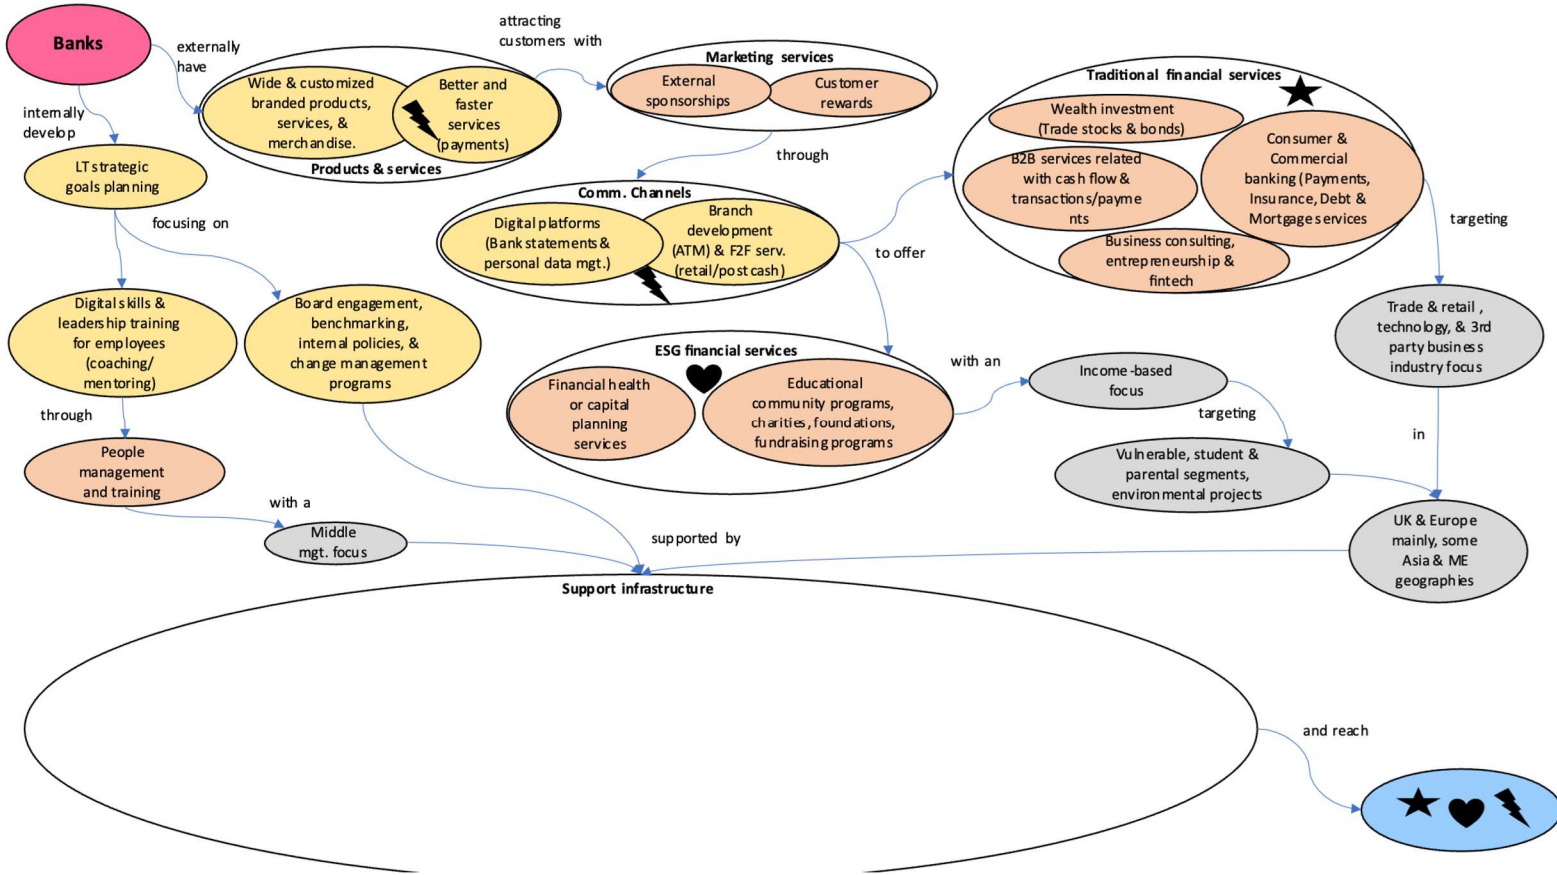 Banks
externally
have
internally
develop
LT strategic
goals planning
focusing on
Digital skills &
leadership training
for employees
(coaching/
mentoring)
Board engagement,
benchmarking,
internal policies, &
change management
programs
through
People
management
and training
with a
Middle
mgt. focus
Wide & customized
branded products,
services, &
merchandise.
Better and
faster
services
(payments)
Products & services
attracting
customers with
Marketing services
External
sponsorships
Customer
rewards
through
Comm. Channels
Digital platforms
(Bank statements &
personal data mgt.)
Branch
development
(ATM) & F2F serv.
(retail/post cash)
to offer
Traditional financial services
Wealth investment
(Trade stocks & bonds)
B2B services related
with cash flow &
transactions/payme
nts
Consumer &
Commercial
banking (Payments,
Insurance, Debt &
Mortgage services
Business consulting,
entrepreneurship &
fintech
targeting
Trade & retail ,
technology, & 3rd
party business
industry focus
in
ESG financial services
Financial health
or capital
planning
services
Educational
community programs,
charities, foundations,
fundraising programs
with an
Income-based
focus
targeting
Vulnerable, student &
parental segments,
environmental projects
UK & Europe
mainly, some
Asia & ME
geographies
supported by
Support infrastructure
and reach